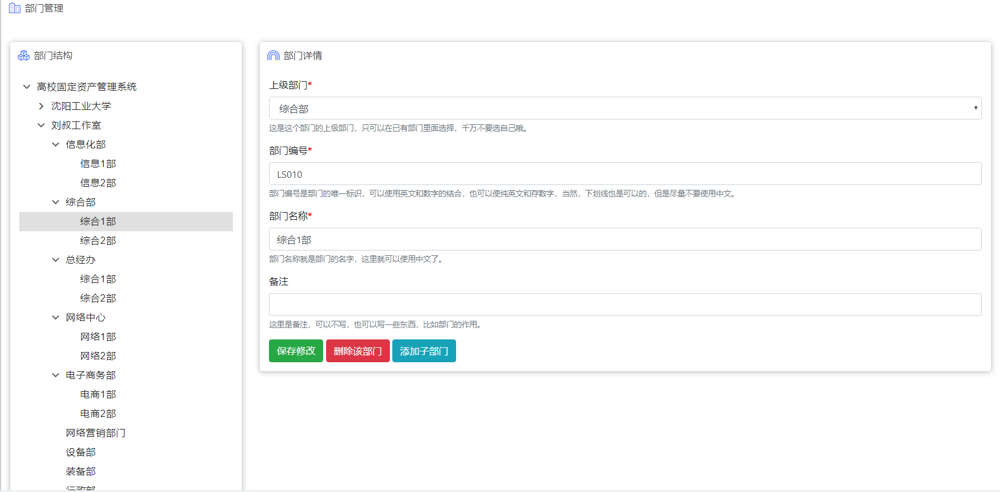 部门管理
部门结构
高校固定资产管理系统
沈阳工业大学
刘叔工作室
信息化部
信息1部
信息2部
综合部
综合1部
综合2部
总经办
综合1部
综合2部
网络中心
网络1部
网络2部
电子商务部
电商1部
电商2部
网络营销部门
设备部
装备部
行政部
部门详情
上级部门*
综合部
这是这个部门的上级部门，只可以在已有部门里面选择，千万不要选自己哦。
部门编号*
LS010
部门编号是部门的唯一标识，可以使用英文和数字的结合，也可以使纯英文和存数字，当然，下划线也是可以的，但是尽量不要使用中文。
部门名称*
综合1部
部门名称就是部门的名字，这里就可以使用中文了。
备注
这里是备注，可以不写，也可以写一些东西，比如部门的作用。
保存修改 删除该部门 添加子部门